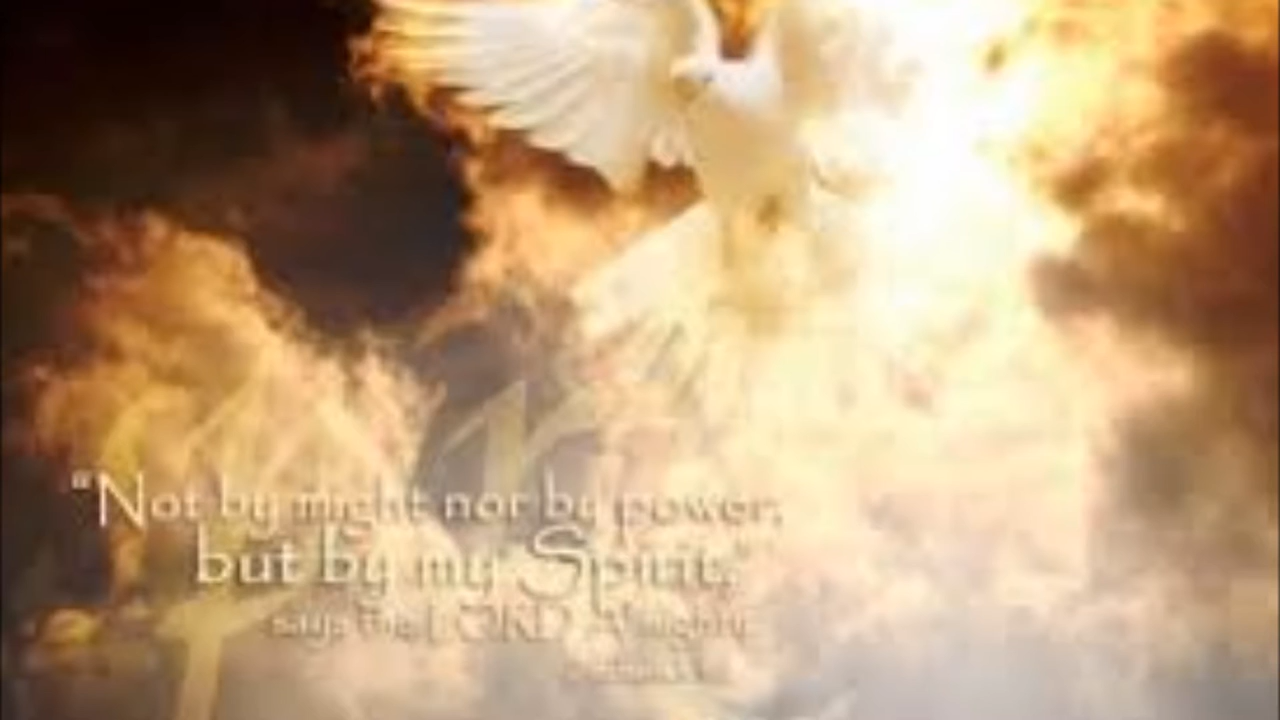 “Not by might nor by power,
but by my Spirit,”
says the LORD Almighty